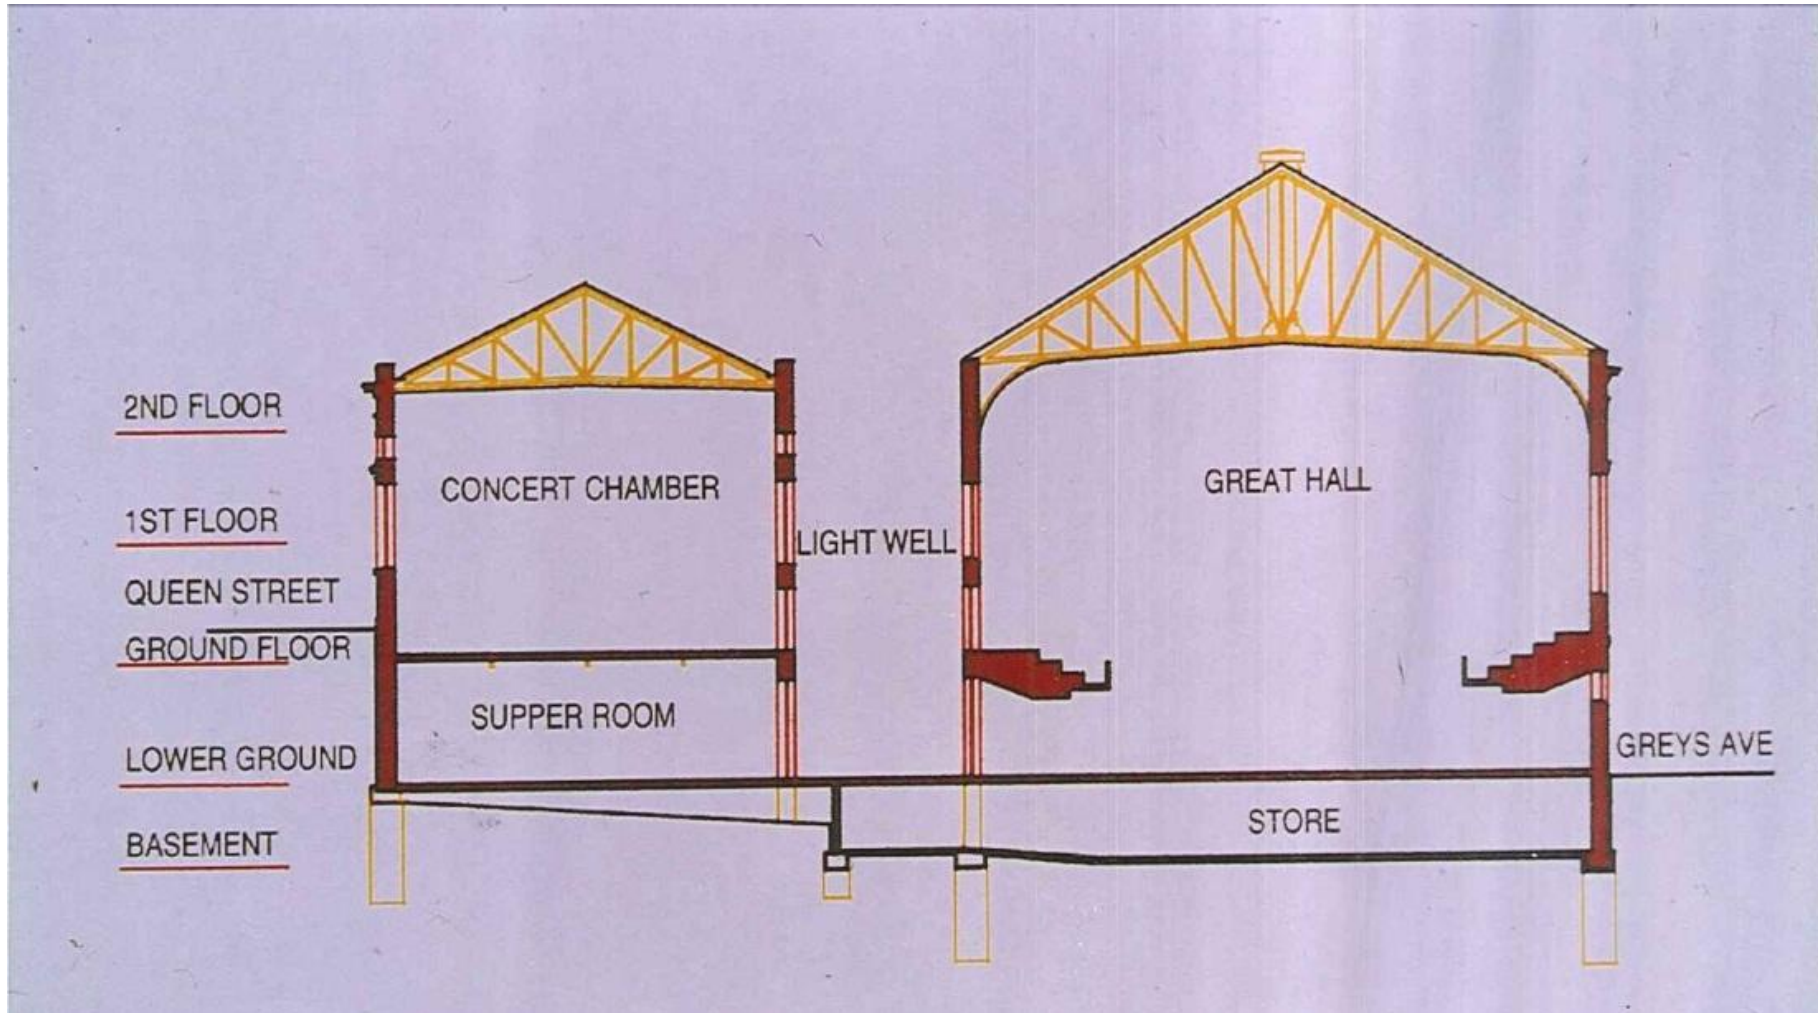 2ND FLOOR
1ST FLOOR
QUEEN STREET
GROUND FLOOR
LOWER GROUND
BASEMENT
CONCERT CHAMBER
SUPPER ROOM
LIGHT WELL
GREAT HALL
STORE
GREYS AVE